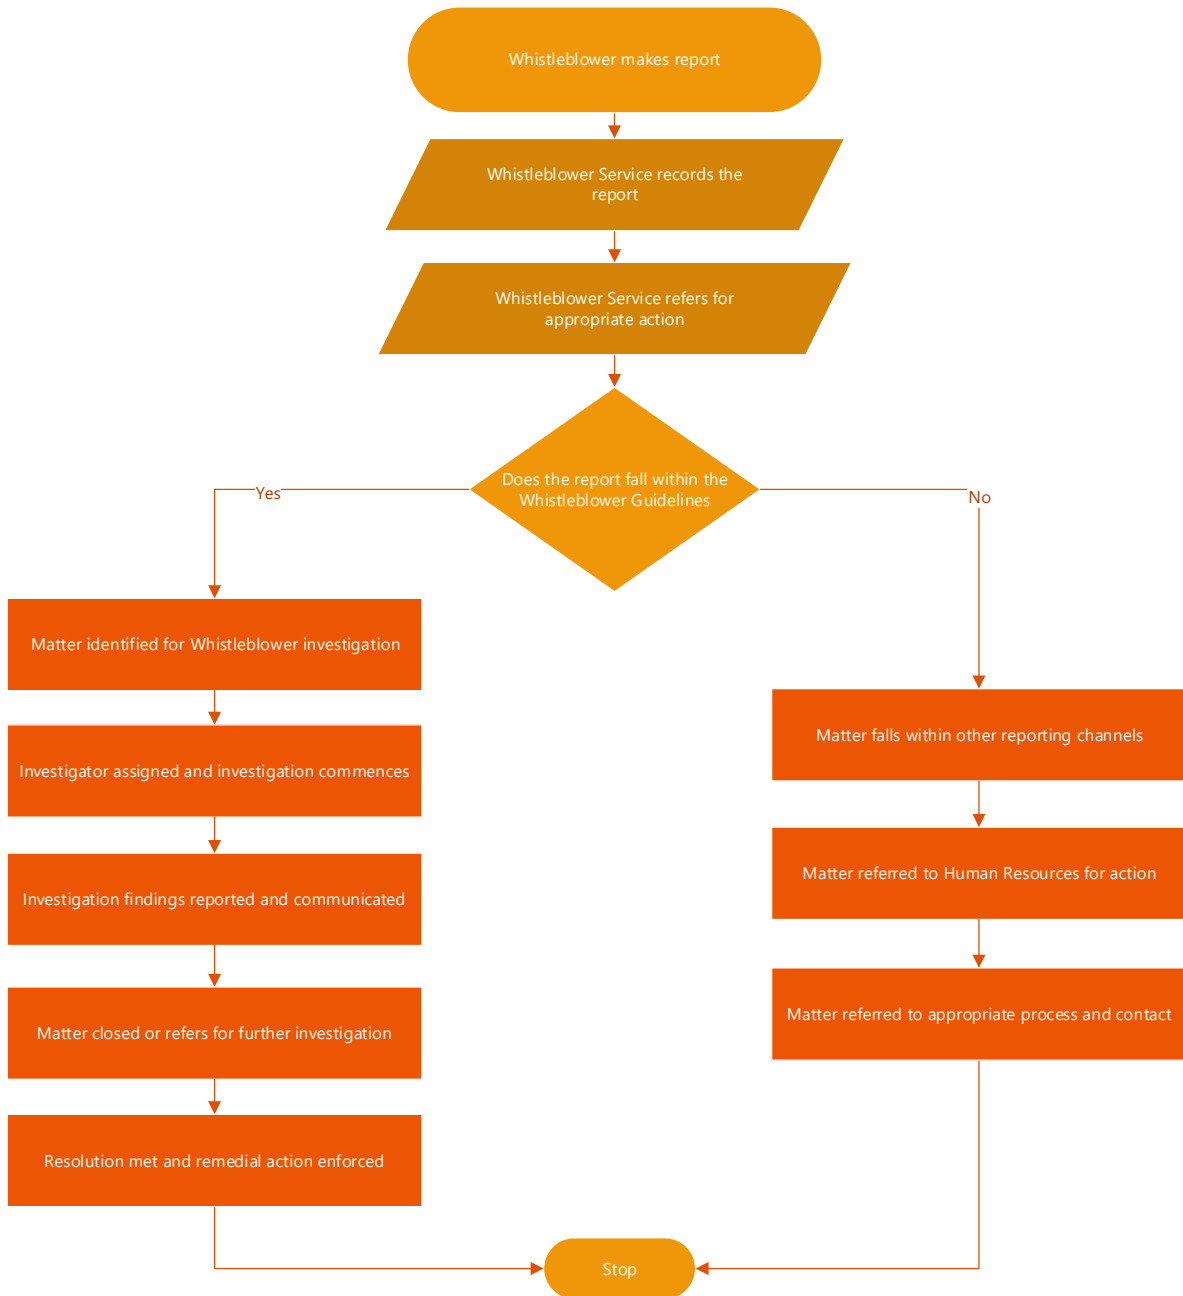 Whistleblower makes report
Whistleblower Service records the
report
Whistleblower Service refers for
appropriate action
Does the report fall within the
Whistleblower Guidelines
Yes
No
Matter identified for Whistleblower investigation
Investigator assigned and investigation commences
Investigation findings reported and communicated
Matter closed or refers for further investigation
Resolution met and remedial action enforced
Matter falls within other reporting channels
Matter referred to Human Resources for action
Matter referred to appropriate process and contact
Stop